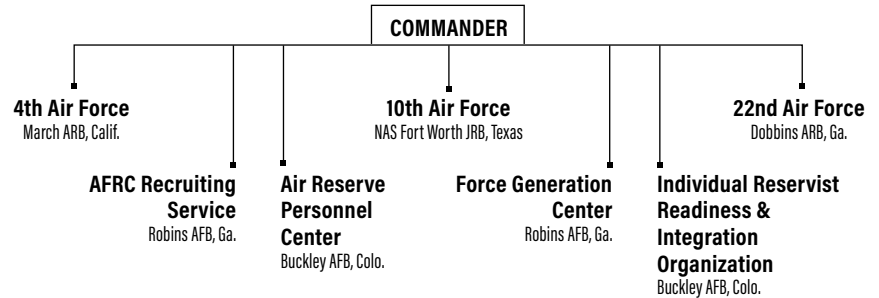 COMMANDER
4th Air Force
March ARB, Calif.
10th Air Force
NAS Fort Worth JRB, Texas
22nd Air Force
Dobbins ARB, Ga.
AFRC Recruiting
Service
Robins AFB, Ga.
Air Reserve
Personnel
Center
Buckley AFB, Colo.
Force Generation
Center
Robins AFB, Ga.
Individual Reservist
Readiness &
Integration
Organization
Buckley AFB, Colo.